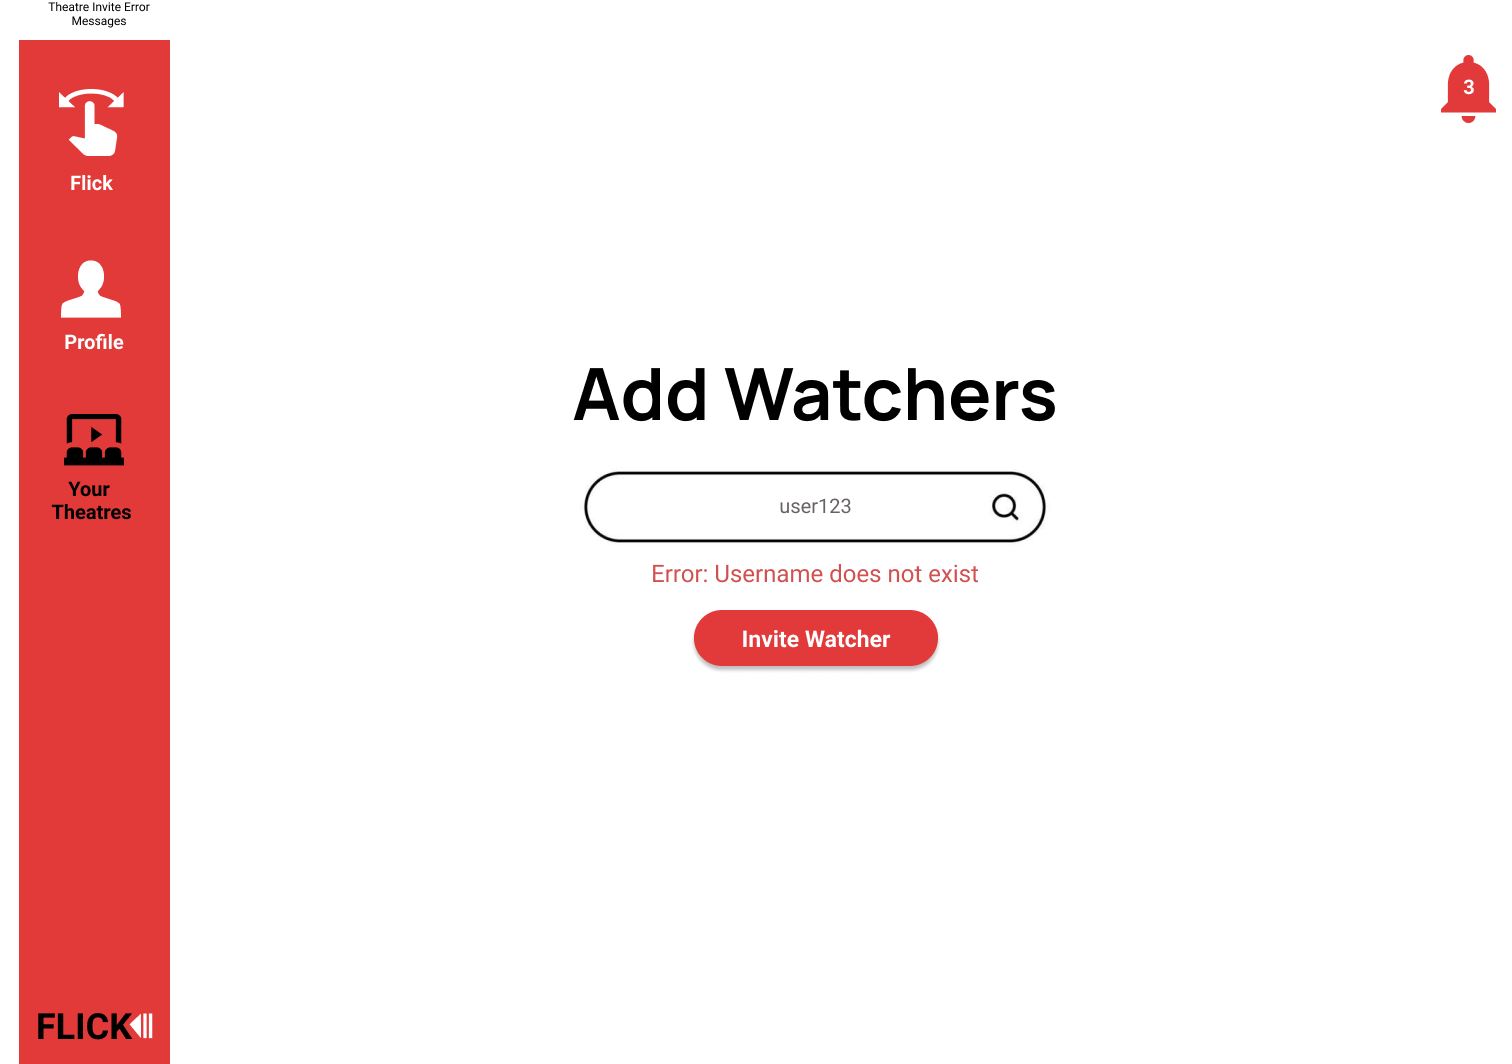 Theatre Invite Error
Messages
3
Flick
Profile
Your
Theatres
Add Watchers
user123
Error: Username does not exist
Invite Watcher
FLICK